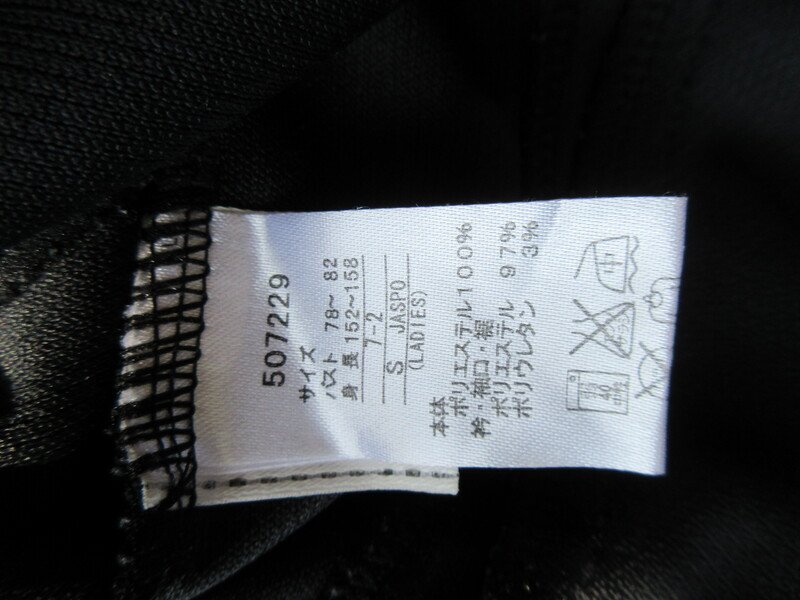 507229
サイズ
バスト 78～ 82
身 長 152～158
7-2
S JASPO
(LADIES)
本体
ポリエステル100%
衿・袖口・裾
ポリエステル 97%
ポリウレタン 3%
中
40